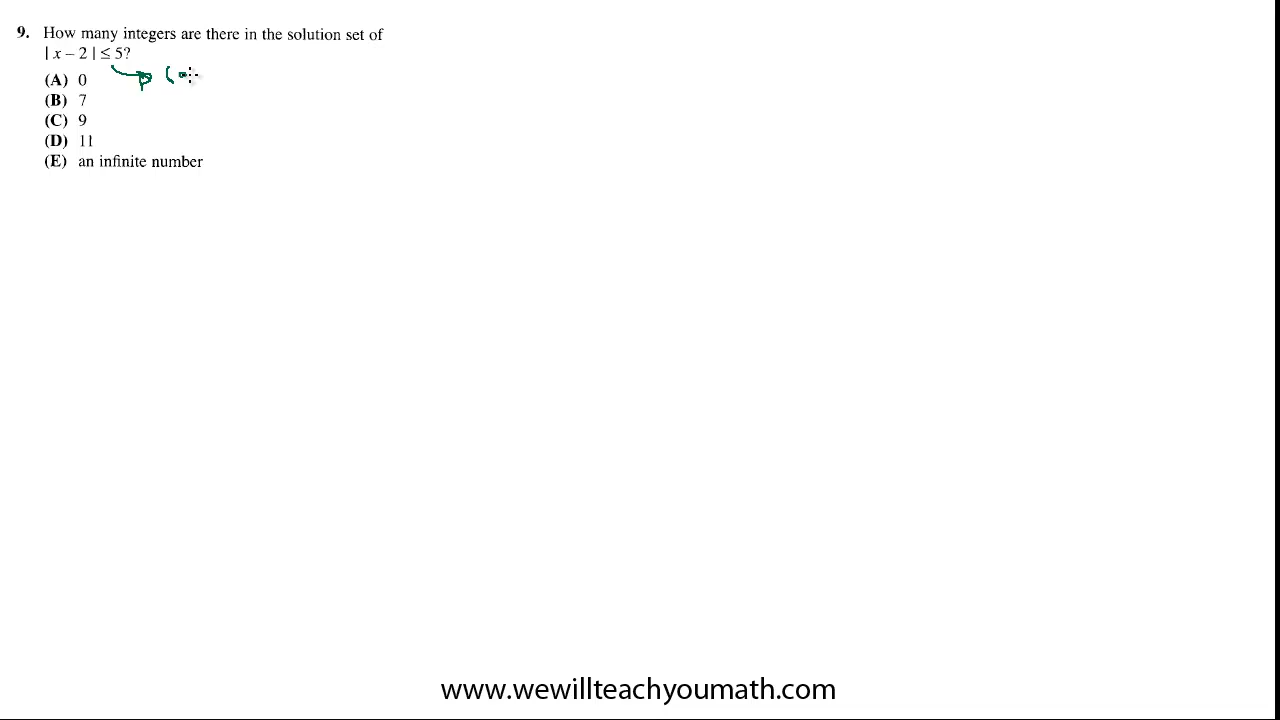 9. How many integers are there in the solution set of
| x – 2 | ≤ 5?
(A) 0
(B) 7
(C) 9
(D) 11
(E) an infinite number
www.wewillteachyoumath.com